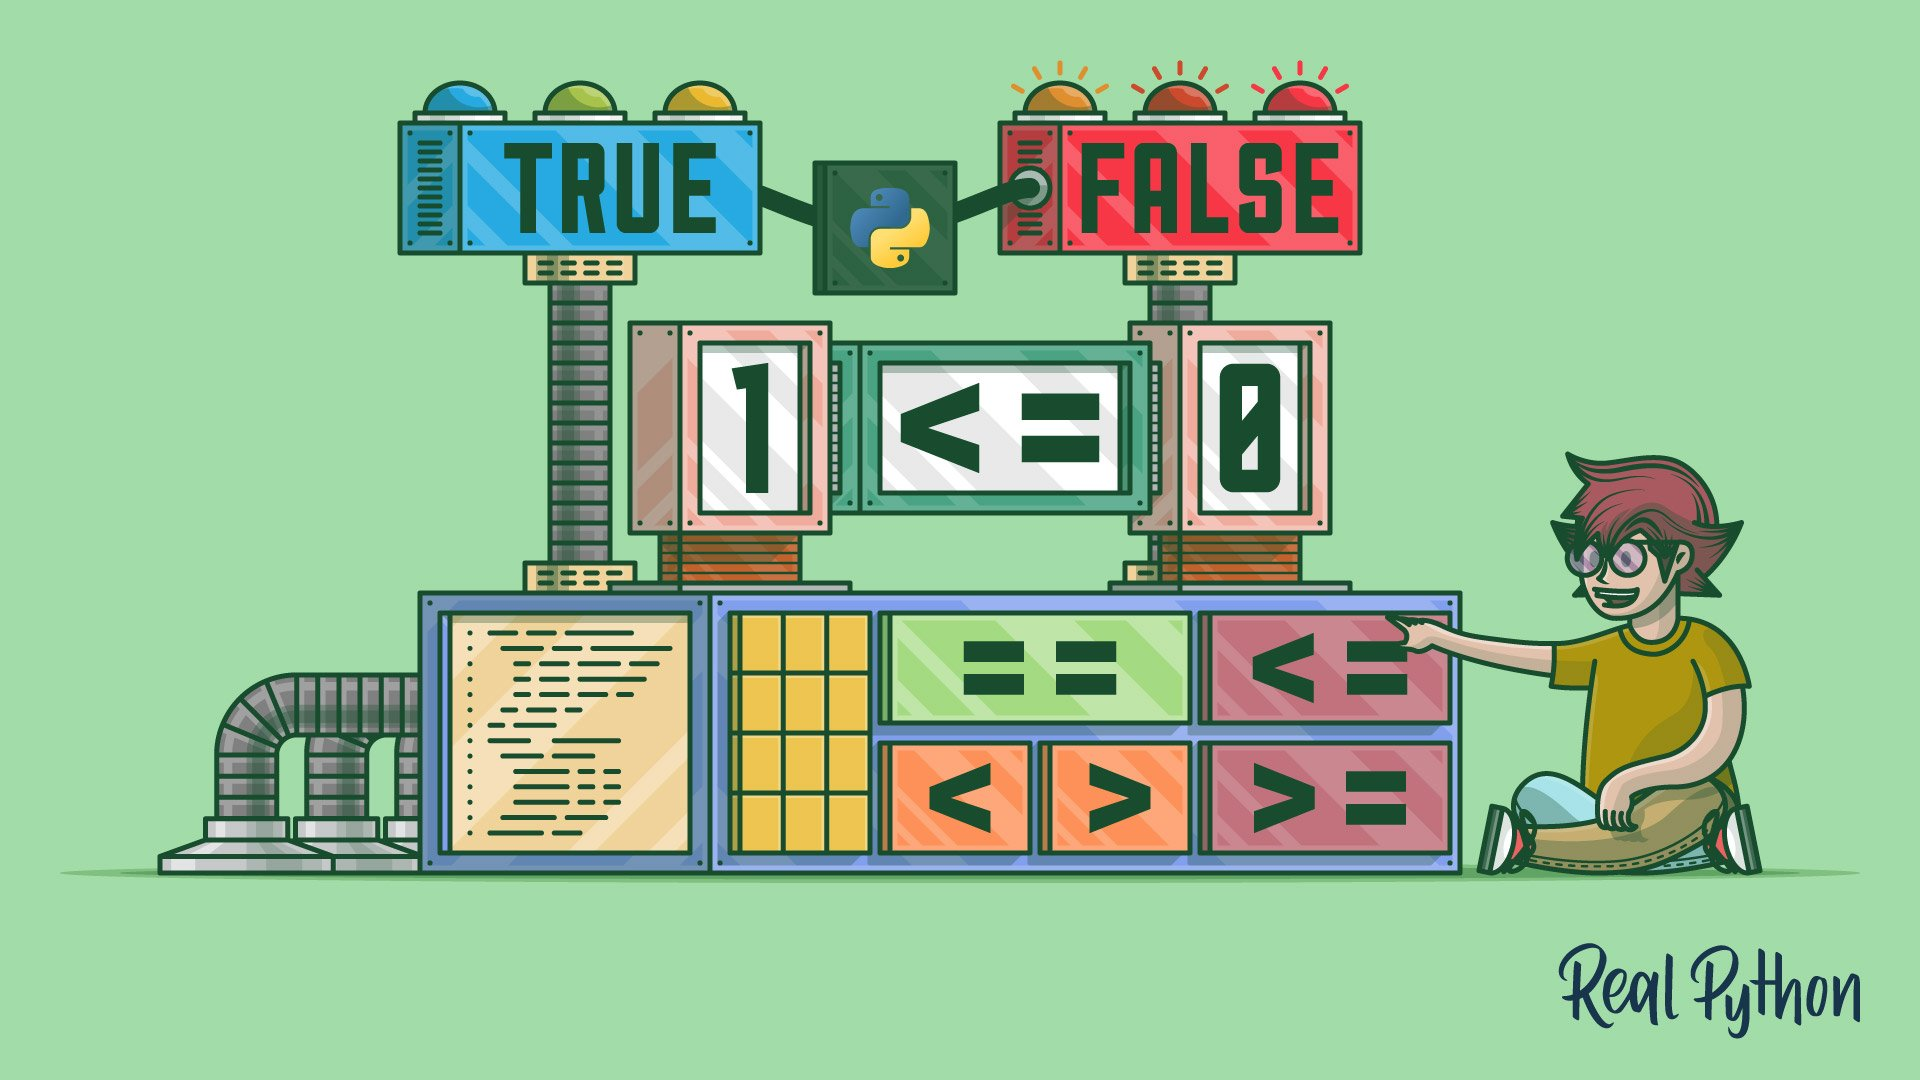 TRUE
FALSE
1 <= 0
== <=
< > >=
Real Python